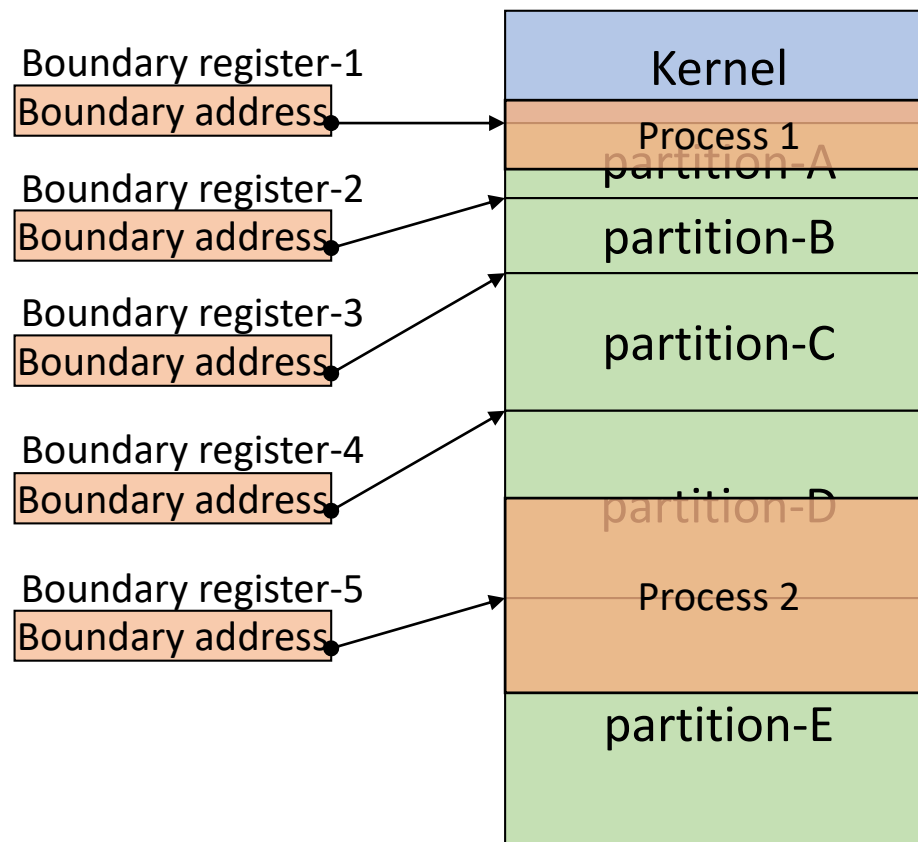 Boundary register-1
Boundary address
Boundary register-2
Boundary address
Boundary register-3
Boundary address
Boundary register-4
Boundary address
Boundary register-5
Boundary address
Kernel
Process 1
partition-A
partition-B
partition-C
partition-D
Process 2
partition-E